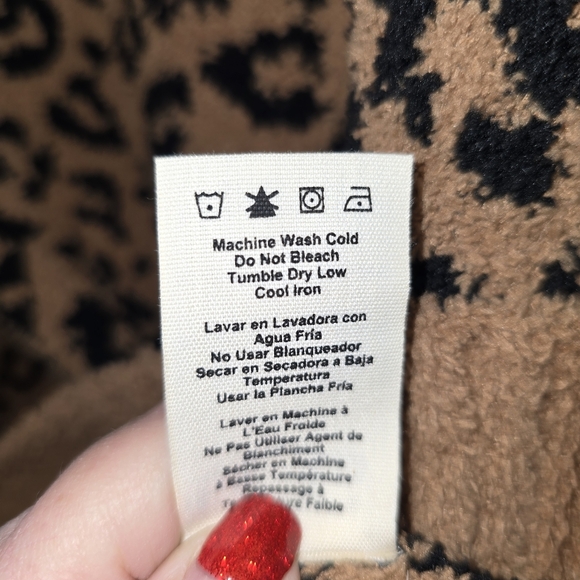 Machine Wash Cold
Do Not Bleach
Tumble Dry Low
Cool Iron
Lavar en Lavadora con
Agua Fría
No Usar Blanqueador
Secar en Secadora a Baja
Temperatura
Usar la Plancha Fría
Laver en Machine à
L'Eau Froide
Ne Pas Utiliser Agent de
Blanchiment
Sécher en Machine
à Basse Température
Repassage à
Faible